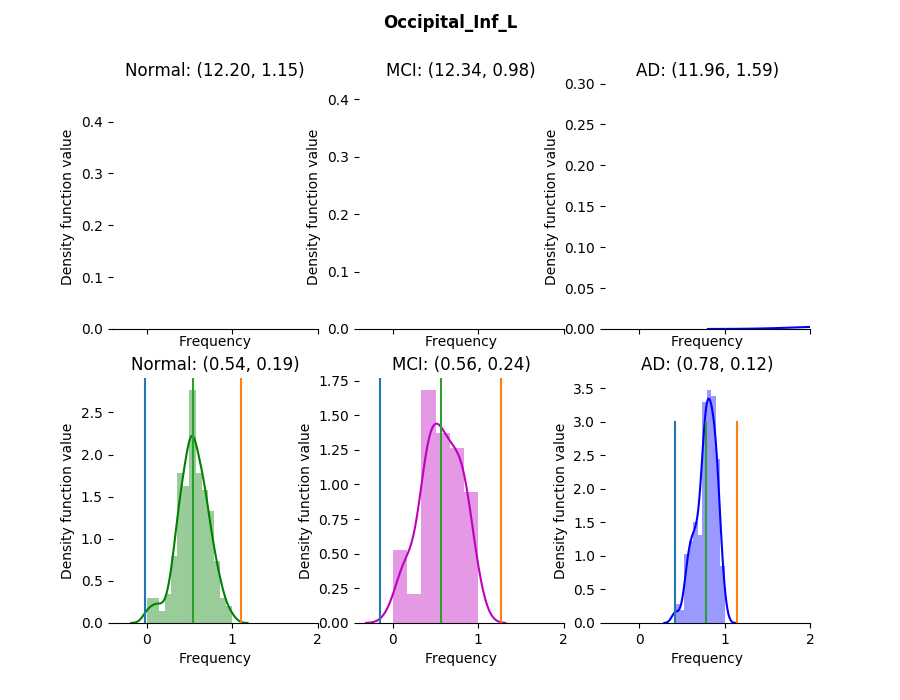 Occipital_Inf_L
Normal: (12.20, 1.15)
MCI: (12.34, 0.98)
AD: (11.96, 1.59)
Density function value
0.4
0.3
0.2
0.1
0.0
Frequency
Density function value
0.4
0.3
0.2
0.1
0.0
Frequency
Density function value
0.30
0.25
0.20
0.15
0.10
0.05
0.00
Frequency
Normal: (0.54, 0.19)
MCI: (0.56, 0.24)
AD: (0.78, 0.12)
Density function value
2.5
2.0
1.5
1.0
0.5
0.0
0 1 2
Frequency
Density function value
1.75
1.50
1.25
1.00
0.75
0.50
0.25
0.00
0 1 2
Frequency
Density function value
3.5
3.0
2.5
2.0
1.5
1.0
0.5
0.0
0 1 2
Frequency